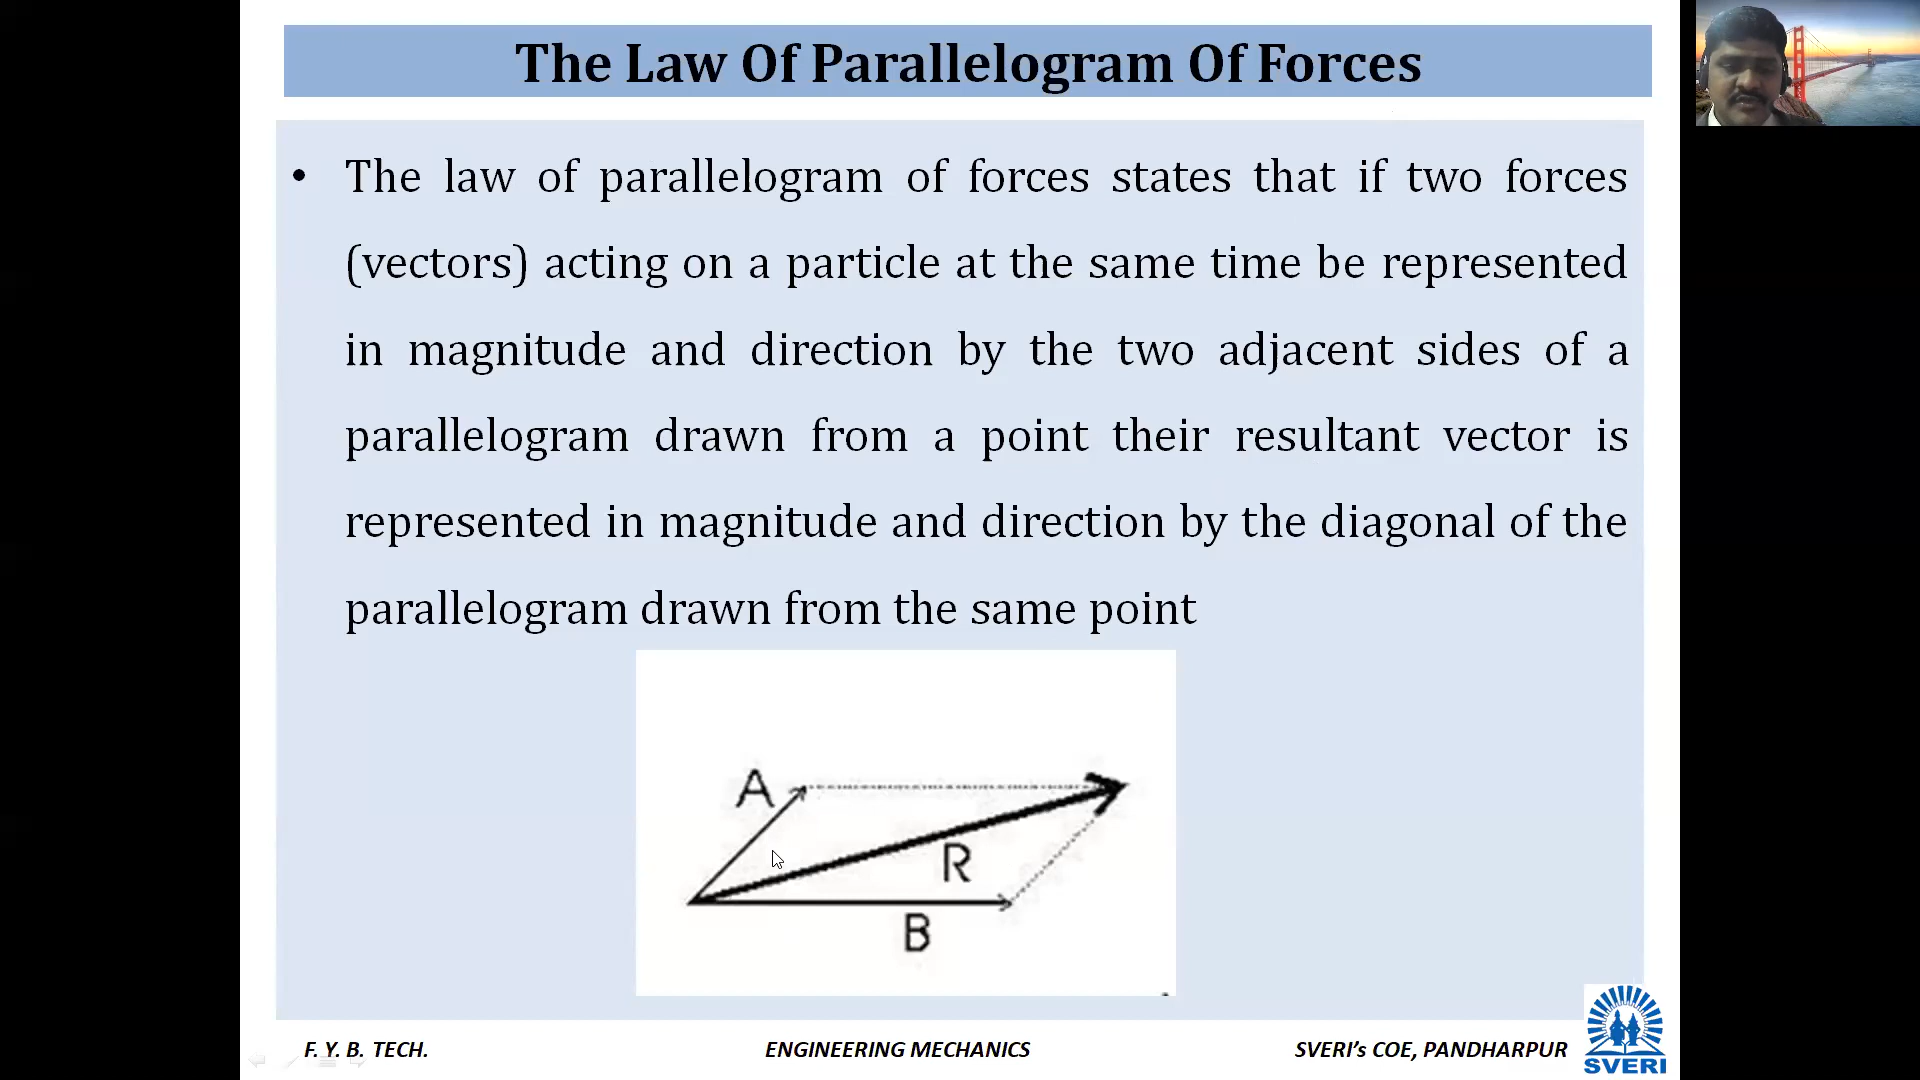 The Law Of Parallelogram Of Forces
• The law of parallelogram of forces states that if two forces
(vectors) acting on a particle at the same time be represented
in magnitude and direction by the two adjacent sides of a
parallelogram drawn from a point their resultant vector is
represented in magnitude and direction by the diagonal of the
parallelogram drawn from the same point
A
R
B
F. Y. B. TECH. ENGINEERING MECHANICS SVERI’s COE, PANDHARPUR
SVERI